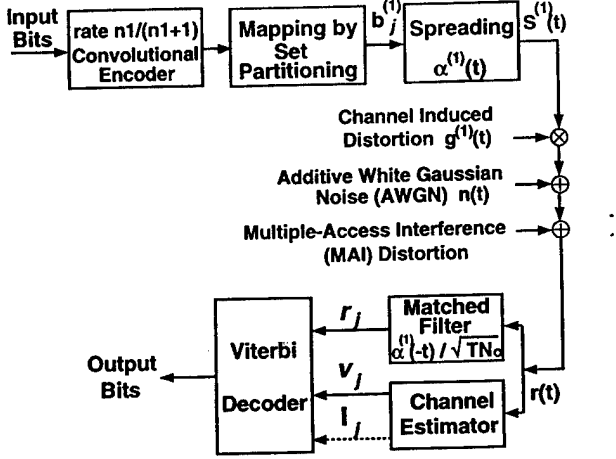 Input
Bits
rate n1/(n1+1)
Convolutional
Encoder
Mapping by
Set
Partitioning
b_j^(1)
Spreading
α^(1)(t)
S^(1)(t)
Channel Induced
Distortion g^(1)(t)
Additive White Gaussian
Noise (AWGN) n(t)
Multiple-Access Interference
(MAI) Distortion
r(t)
Matched
Filter
α^(1)(-t) / √TN₀
r_j
Channel
Estimator
v_j
I_j
Viterbi
Decoder
Output
Bits